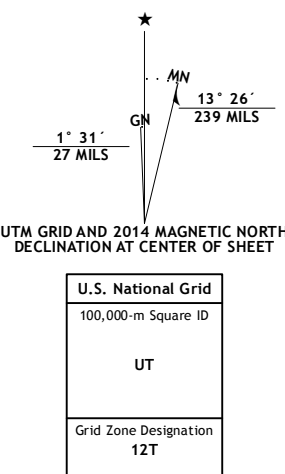 ★
MN
GN
13° 26´
239 MILS
1° 31´
27 MILS
UTM GRID AND 2014 MAGNETIC NORTH
DECLINATION AT CENTER OF SHEET
U.S. National Grid
100,000-m Square ID
UT
Grid Zone Designation
12T